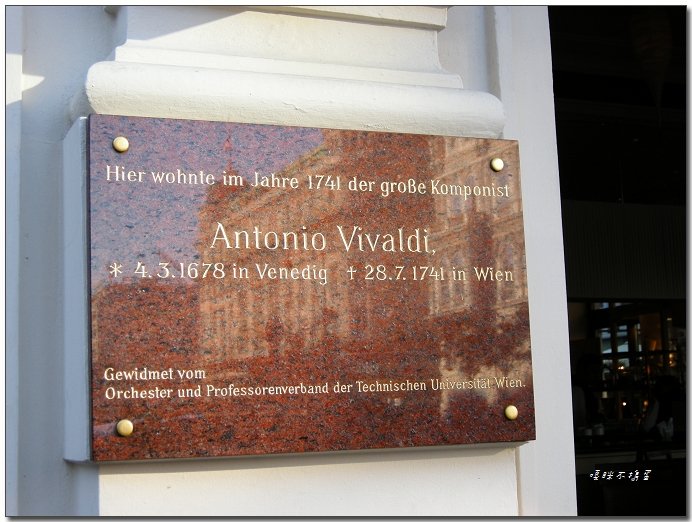 Hier wohnte im Jahre 1741 der große Komponist
Antonio Vivaldi,
* 4.3.1678 in Venedig † 28.7.1741 in Wien
Gewidmet vom
Orchester und Professorenverband der Technischen Universität Wien.